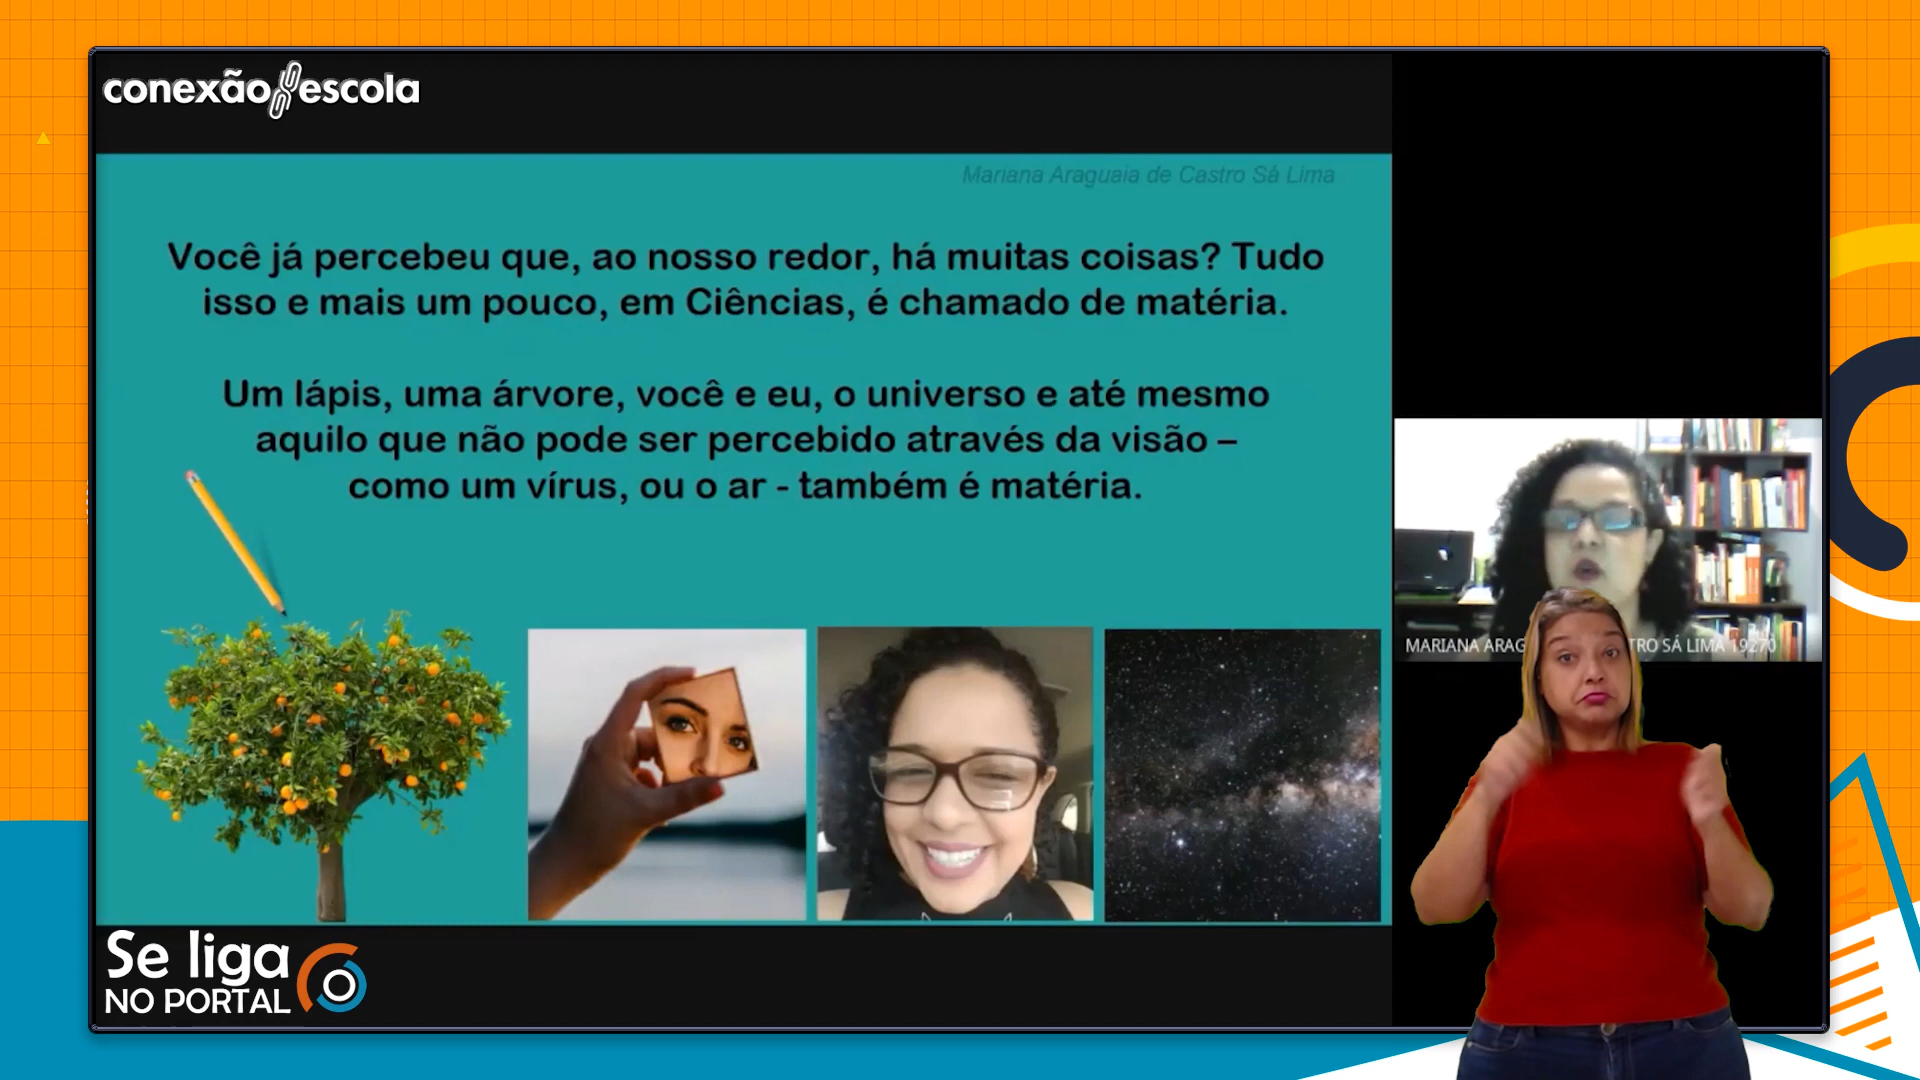 conexão escola
Mariana Araguaia de Castro Sá Lima
Você já percebeu que, ao nosso redor, há muitas coisas? Tudo
isso e mais um pouco, em Ciências, é chamado de matéria.
Um lápis, uma árvore, você e eu, o universo e até mesmo
aquilo que não pode ser percebido através da visão –
como um vírus, ou o ar - também é matéria.
MARIANA ARAG TRO SÁ LIMA 19270
Se liga
NO PORTAL